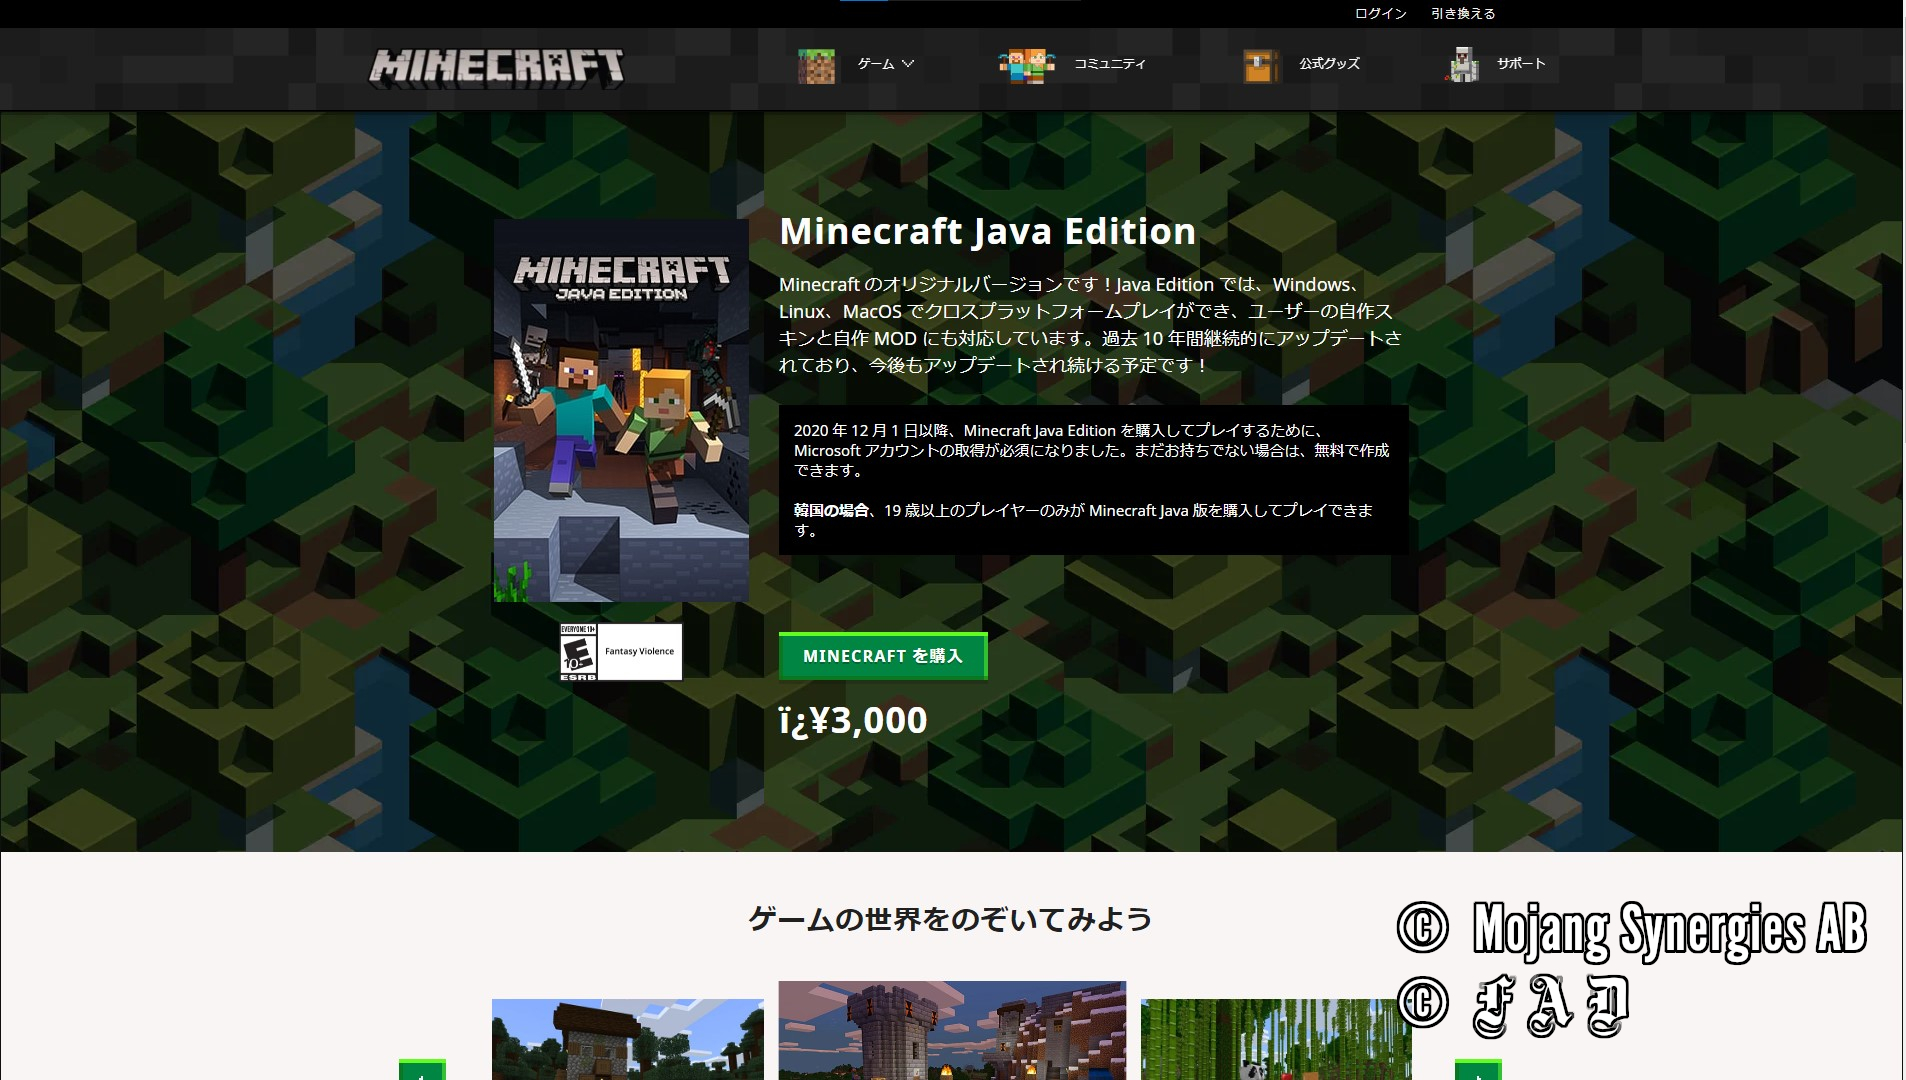 ログイン 引き換える
MINECRAFT
ゲーム コミュニティ 公式グッズ サポート
Minecraft Java Edition
MINECRAFT
JAVA EDITION
Minecraft のオリジナルバージョンです！Java Edition では、Windows、
Linux、MacOS でクロスプラットフォームプレイができ、ユーザーの自作ス
キンと自作 MOD にも対応しています。過去 10 年間継続的にアップデートさ
れており、今後もアップデートされ続ける予定です！
2020 年 12 月 1 日以降、Minecraft Java Edition を購入してプレイするために、
Microsoft アカウントの取得が必須になりました。まだお持ちでない場合は、無料で作成
できます。
韓国の場合、19 歳以上のプレイヤーのみが Minecraft Java 版を購入してプレイできま
す。
EVERYONE 10+
E
10+
ESRB
Fantasy Violence
MINECRAFT を購入
ï¿¥3,000
ゲームの世界をのぞいてみよう
© Mojang Synergies AB
© F A D